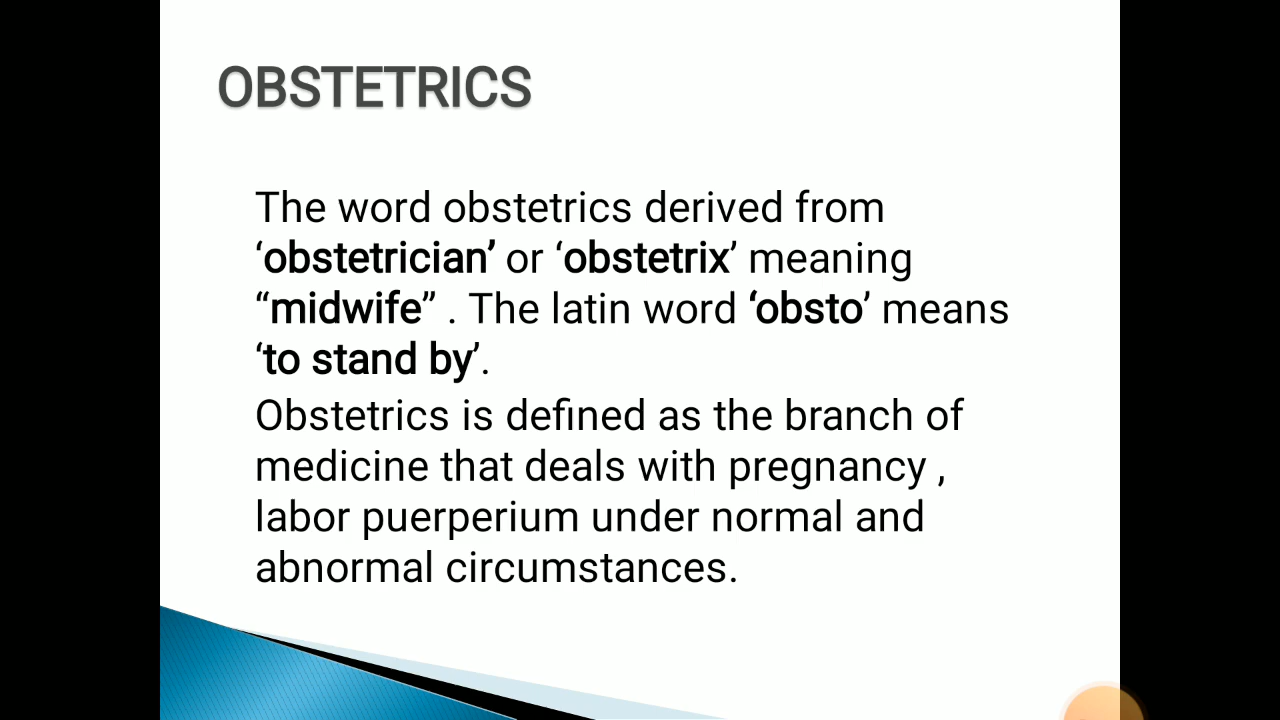 OBSTETRICS
The word obstetrics derived from
‘obstetrician’ or ‘obstetrix’ meaning
“midwife” . The latin word ‘obsto’ means
‘to stand by’.
Obstetrics is defined as the branch of
medicine that deals with pregnancy ,
labor puerperium under normal and
abnormal circumstances.